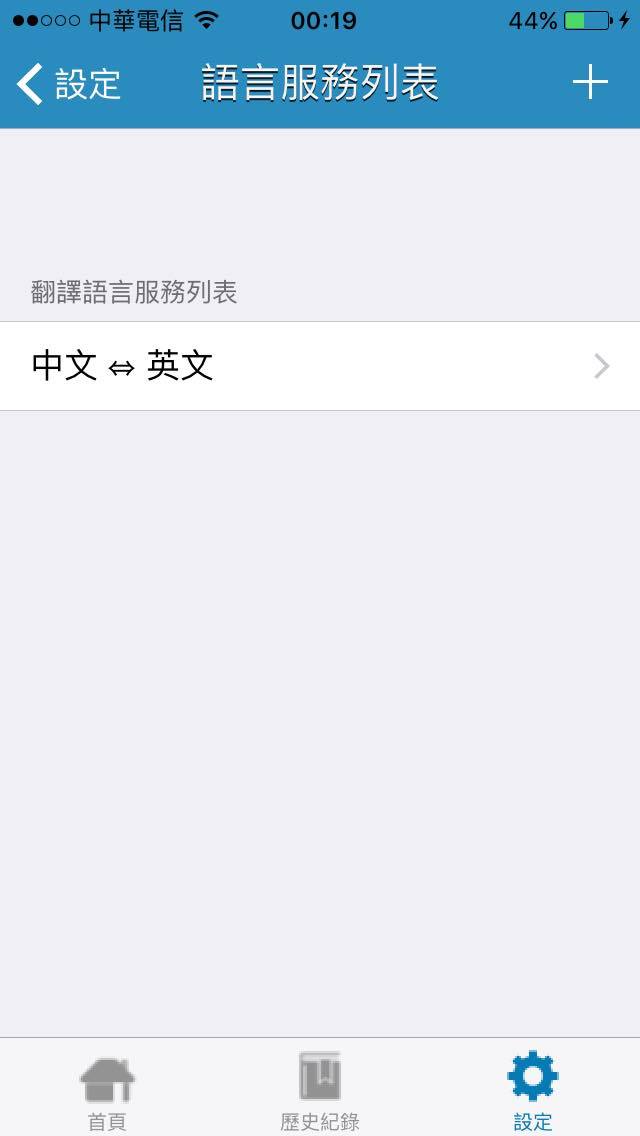 中華電信 00:19 44%
設定 語言服務列表
翻譯語言服務列表
中文 ⇔ 英文
首頁 歷史紀錄 設定